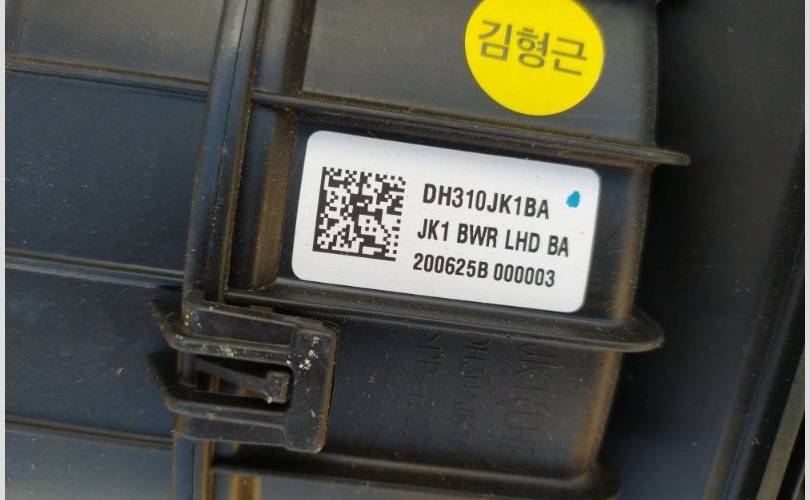 김형근
DH310JK1BA
JK1 BWR LHD BA
200625B 000003